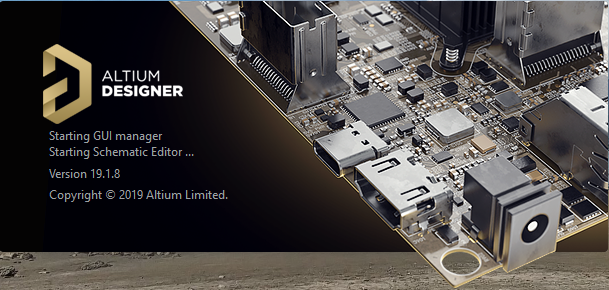 ALTIUM
DESIGNER
Starting GUI manager
Starting Schematic Editor ...
Version 19.1.8
Copyright © 2019 Altium Limited.